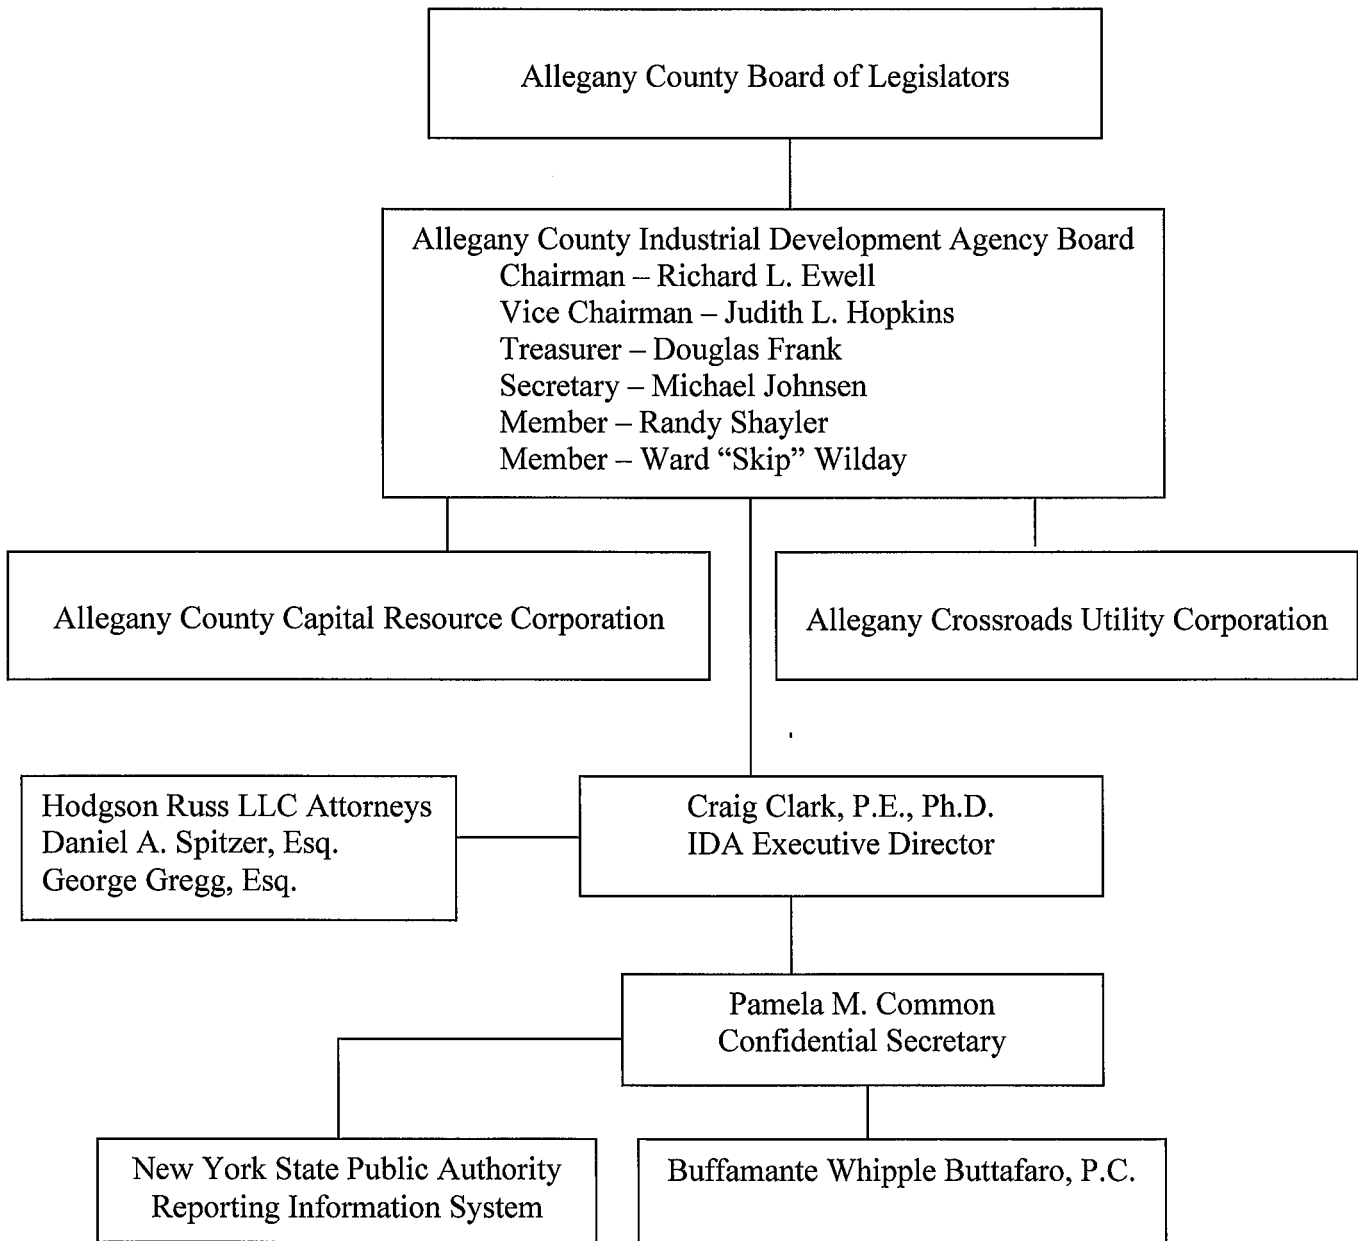 Allegany County Board of Legislators
Allegany County Industrial Development Agency Board
Chairman – Richard L. Ewell
Vice Chairman – Judith L. Hopkins
Treasurer – Douglas Frank
Secretary – Michael Johnsen
Member – Randy Shayler
Member – Ward “Skip” Wilday
Allegany County Capital Resource Corporation
Allegany Crossroads Utility Corporation
Hodgson Russ LLC Attorneys
Daniel A. Spitzer, Esq.
George Gregg, Esq.
Craig Clark, P.E., Ph.D.
IDA Executive Director
Pamela M. Common
Confidential Secretary
New York State Public Authority
Reporting Information System
Buffamante Whipple Buttafaro, P.C.